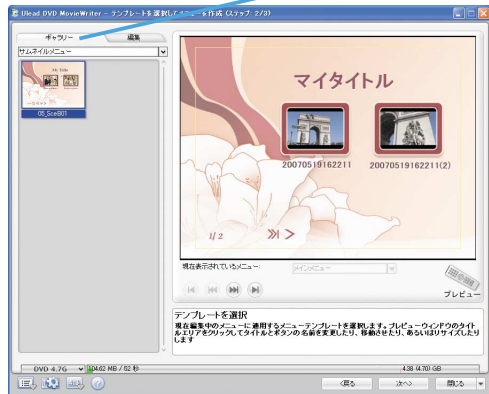 Ulead DVD MovieWriter - テンプレートを選択してメニューを作成 (ステップ: 2/3)
ギャラリー
編集
サムネイルメニュー
My Title
05_SceB01
マイタイトル
20070519162211
20070519162211(2)
1/2
現在表示されているメニュー:
メインメニュー
プレビュー
テンプレートを選択
現在編集中のメニューに適用するメニューテンプレートを選択します。プレビューウィンドウのタイト
ルエリアをクリックしてタイトルとボタンの名前を変更したり、移動させたり、あるいはリサイズしたり
します
DVD 4.7G
104.62 MB / 52 秒
4.38 (4.70) GB
<戻る
次へ>
閉じる